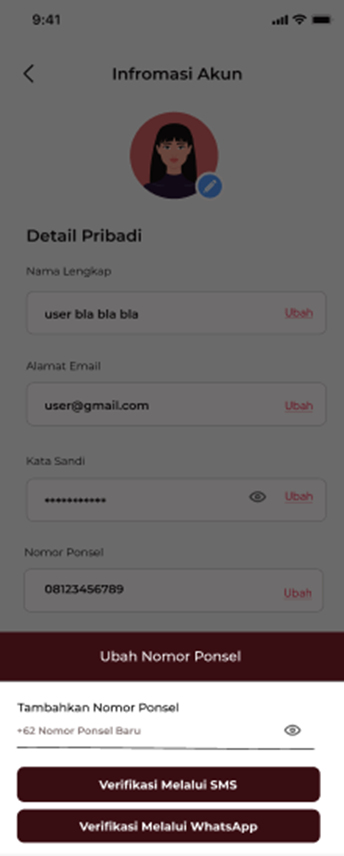 9:41
Infromasi Akun
Detail Pribadi
Nama Lengkap
user bla bla bla
Ubah
Alamat Email
user@gmail.com
Ubah
Kata Sandi
***********
Ubah
Nomor Ponsel
08123456789
Ubah
Ubah Nomor Ponsel
Tambahkan Nomor Ponsel
+62 Nomor Ponsel Baru
Verifikasi Melalui SMS
Verifikasi Melalui WhatsApp